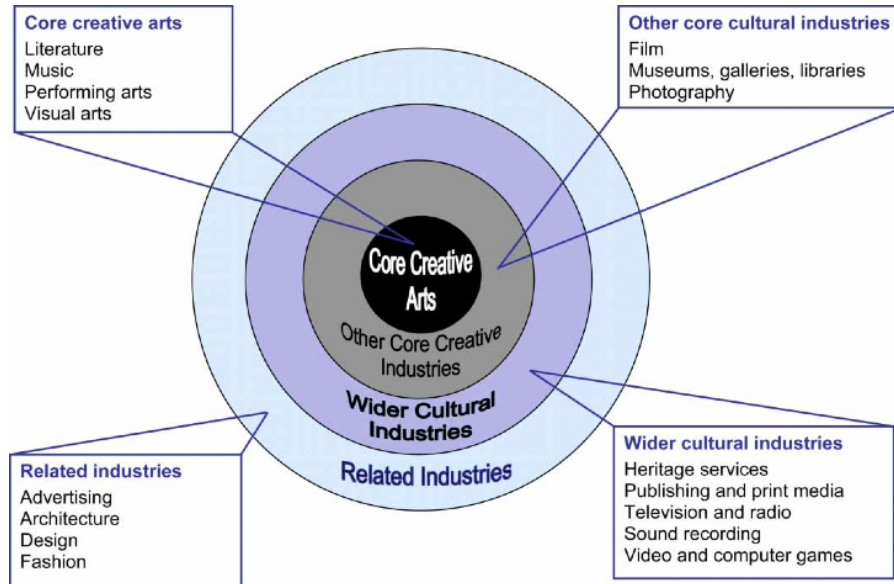 Core creative arts
Literature
Music
Performing arts
Visual arts
Other core cultural industries
Film
Museums, galleries, libraries
Photography
Core Creative
Arts
Other Core Creative
Industries
Wider Cultural
Industries
Related Industries
Related industries
Advertising
Architecture
Design
Fashion
Wider cultural industries
Heritage services
Publishing and print media
Television and radio
Sound recording
Video and computer games